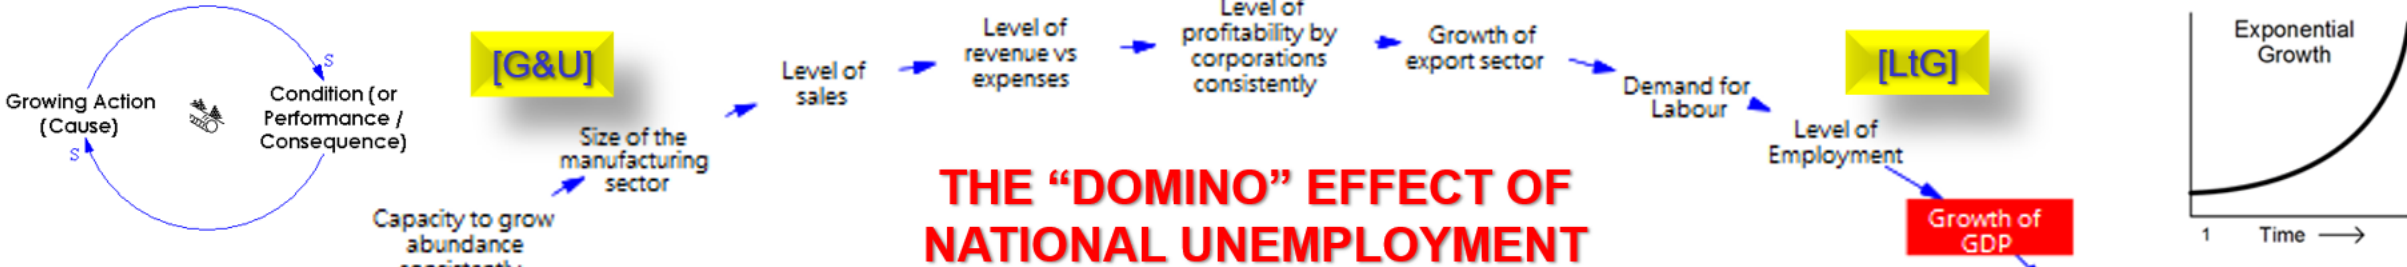 S
Growing Action
(Cause)
Condition (or
Performance /
Consequence)
S
[G&U]
Capacity to grow
abundance
consistently
Size of the
manufacturing
sector
Level of
sales
Level of
revenue vs
expenses
Level of
profitability by
corporations
consistently
Growth of
export sector
Demand for
Labour
Level of
Employment
[LtG]
Growth of
GDP
THE “DOMINO” EFFECT OF
NATIONAL UNEMPLOYMENT
Exponential
Growth
1
Time